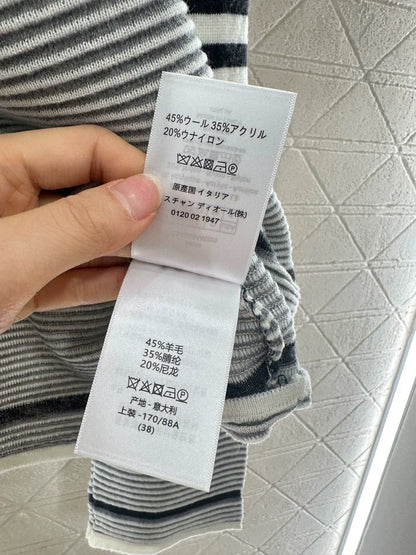 45%ウール 35%アクリル
20%ウナイロン
原產国 イタリア
スチャン ディオール(株)
0120 02 1947
45%羊毛
35%腈纶
20%尼龙
产地 - 意大利
上装 -170/88A
(38)